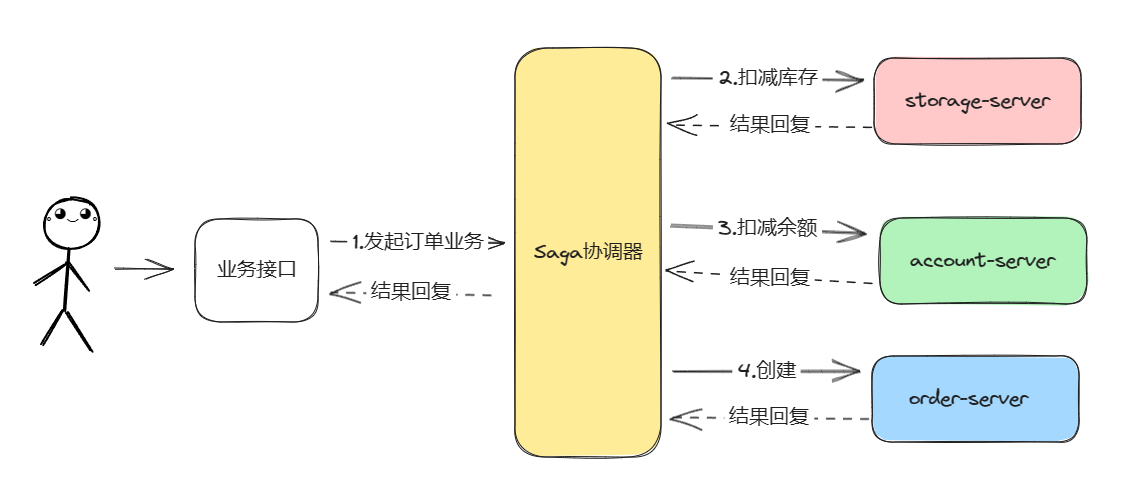 业务接口
1.发起订单业务
结果回复
Saga协调器
2.扣减库存
结果回复
storage-server
3.扣减余额
结果回复
account-server
4.创建
结果回复
order-server